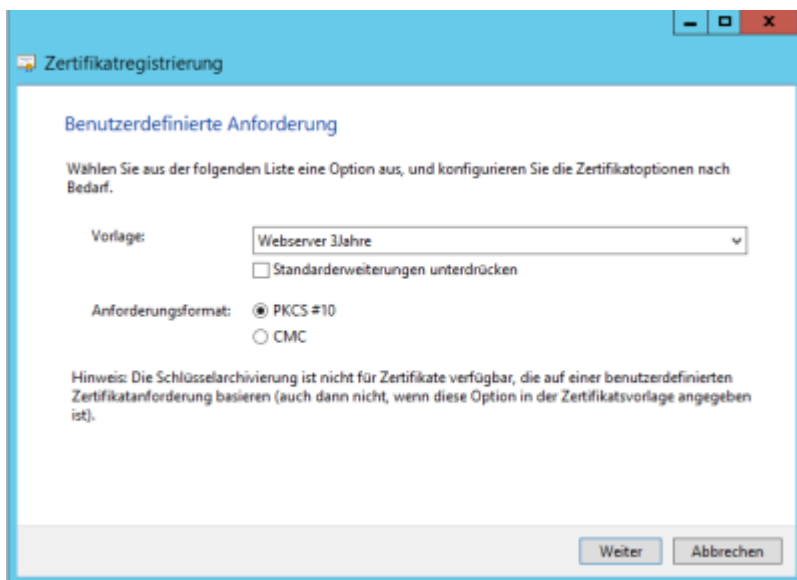 Zertifikatregistrierung
Benutzerdefinierte Anforderung
Wählen Sie aus der folgenden Liste eine Option aus, und konfigurieren Sie die Zertifikatoptionen nach
Bedarf.
Vorlage:
Webserver 3Jahre
Standarderweiterungen unterdrücken
Anforderungsformat:
PKCS #10
CMC
Hinweis: Die Schlüsselarchivierung ist nicht für Zertifikate verfügbar, die auf einer benutzerdefinierten
Zertifikatanforderung basieren (auch dann nicht, wenn diese Option in der Zertifikatsvorlage angegeben
ist).
Weiter
Abbrechen